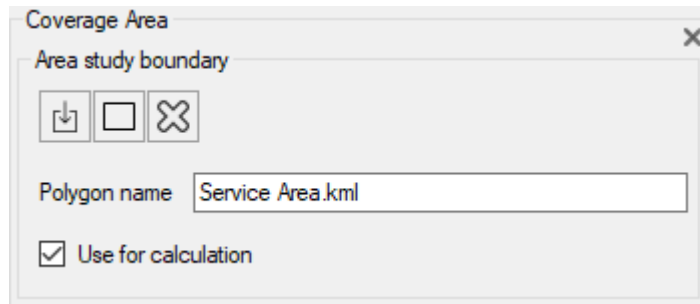 Coverage Area
Area study boundary
Polygon name Service Area.kml
Use for calculation